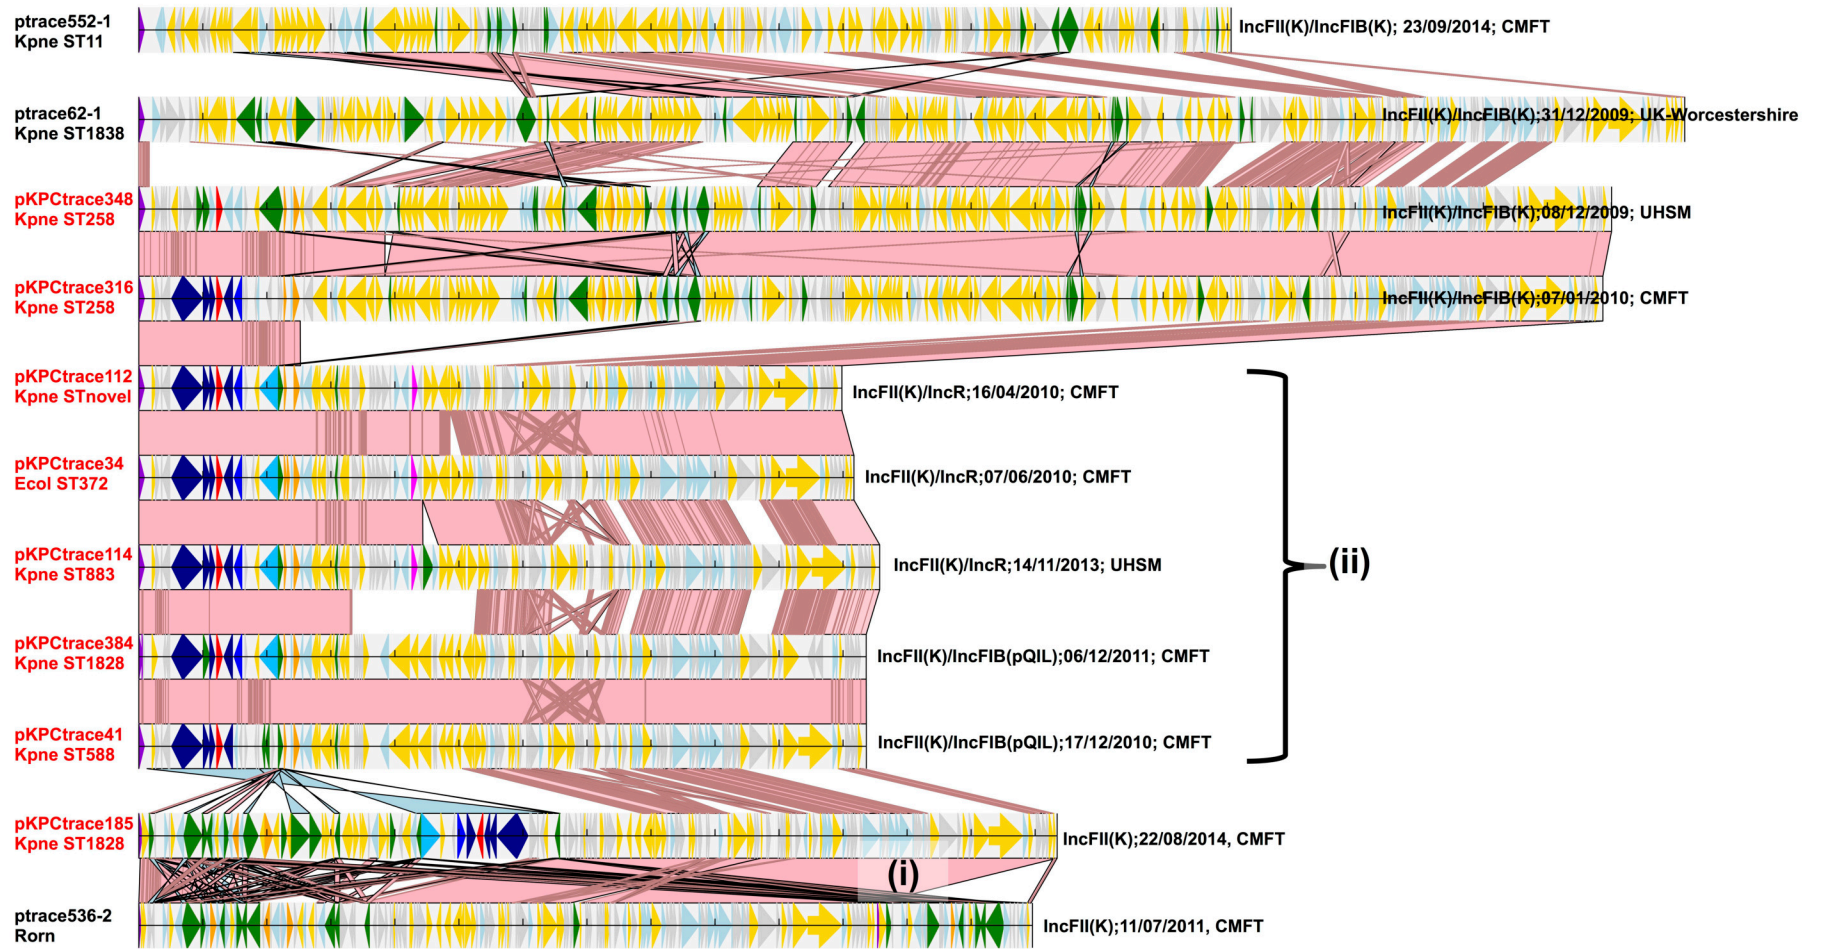 ptrace552-1
Kpne ST11
IncFII(K)/IncFIB(K); 23/09/2014; CMFT
ptrace62-1
Kpne ST1838
IncFII(K)/IncFIB(K);31/12/2009; UK-Worcestershire
pKPCtrace348
Kpne ST258
IncFII(K)/IncFIB(K);08/12/2009; UHSM
pKPCtrace316
Kpne ST258
IncFII(K)/IncFIB(K);07/01/2010; CMFT
pKPCtrace112
Kpne STnovel
IncFII(K)/IncR;16/04/2010; CMFT
pKPCtrace34
Ecol ST372
IncFII(K)/IncR;07/06/2010; CMFT
pKPCtrace114
Kpne ST883
IncFII(K)/IncR;14/11/2013; UHSM
(ii)
pKPCtrace384
Kpne ST1828
IncFII(K)/IncFIB(pQIL);06/12/2011; CMFT
pKPCtrace41
Kpne ST588
IncFII(K)/IncFIB(pQIL);17/12/2010; CMFT
pKPCtrace185
Kpne ST1828
IncFII(K);22/08/2014, CMFT
(i)
ptrace536-2
Rorn
IncFII(K);11/07/2011, CMFT